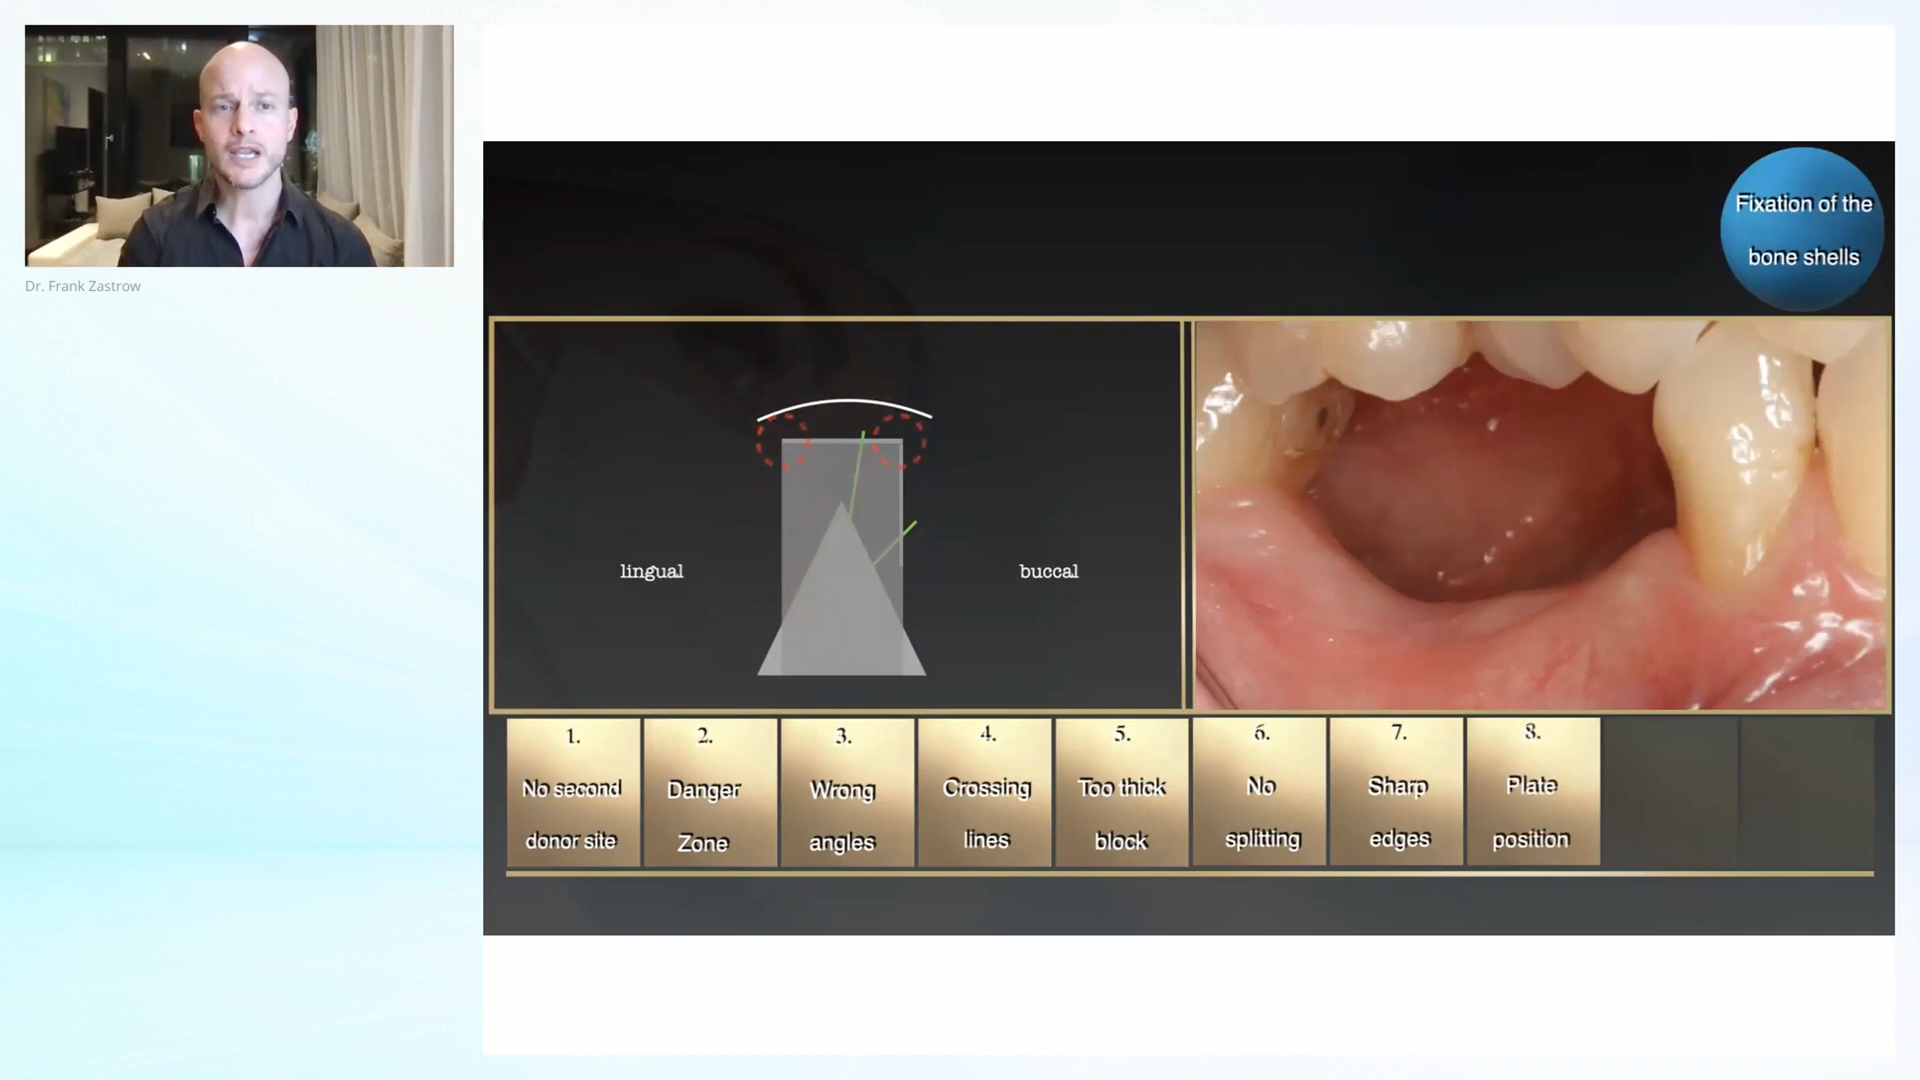 Dr. Frank Zastrow
Fixation of the
bone shells
lingual
buccal
1.
No second
donor site
2.
Danger
Zone
3.
Wrong
angles
4.
Crossing
lines
5.
Too thick
block
6.
No
splitting
7.
Sharp
edges
8.
Plate
position